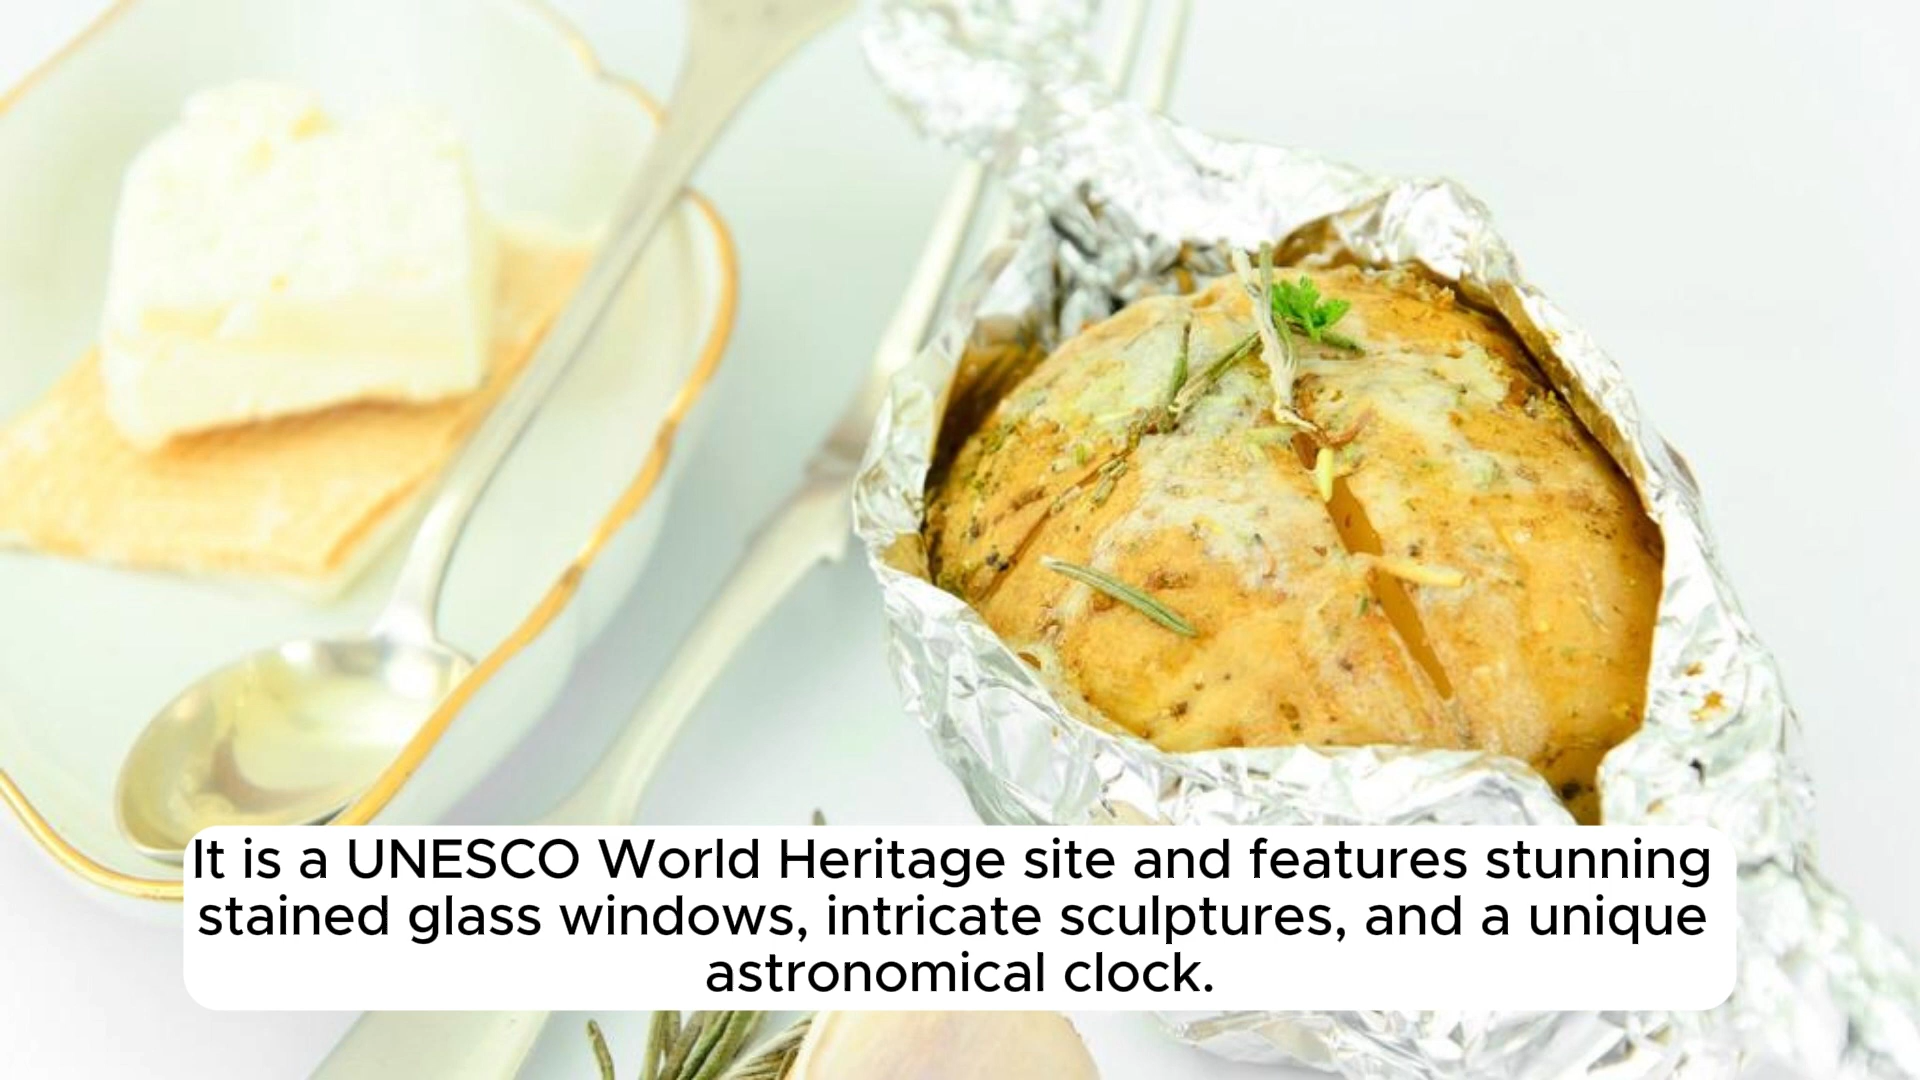 It is a UNESCO World Heritage site and features stunning
stained glass windows, intricate sculptures, and a unique
astronomical clock.